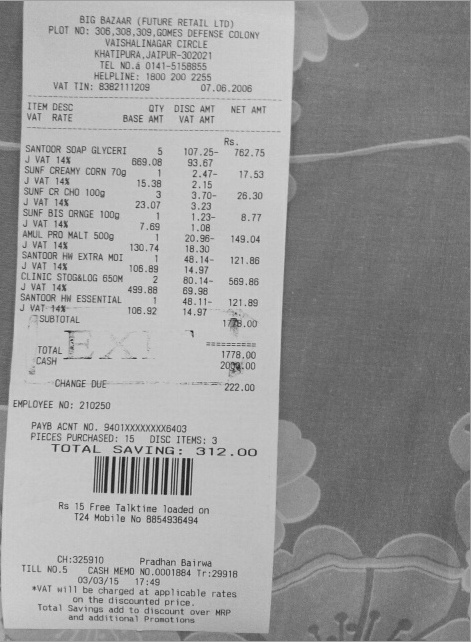 BIG BAZAAR (FUTURE RETAIL LTD)
PLOT NO: 306,308,309,GOMES DEFENSE COLONY
VAISHALINAGAR CIRCLE
KHATIPURA,JAIPUR-302021
TEL NO.á 0141-5158855
HELPLINE: 1800 200 2255
VAT TIN: 8382111209 07.06.2006
ITEM DESC QTY DISC AMT NET AMT
VAT RATE BASE AMT VAT AMT
Rs.
SANTOOR SOAP GLYCERI 5 107.25- 762.75
J VAT 14% 669.08 93.67
SUNF CREAMY CORN 70g 1 2.47- 17.53
J VAT 14% 15.38 2.15
SUNF CR CHO 100g 3 3.70- 26.30
J VAT 14% 23.07 3.23
SUNF BIS ORNGE 100g 1 1.23- 8.77
J VAT 14% 7.69 1.08
AMUL PRO MALT 500g 1 20.96- 149.04
J VAT 14% 130.74 18.30
SANTOOR HW EXTRA MOI 1 48.14- 121.86
J VAT 14% 106.89 14.97
CLINIC STOG&LOG 650M 2 80.14- 569.86
J VAT 14% 499.88 69.98
SANTOOR HW ESSENTIAL 1 48.11- 121.89
J VAT 14% 106.92 14.97
SUBTOTAL 1778.00
TOTAL 1778.00
CASH 2000.00
CHANGE DUE 222.00
EMPLOYEE NO: 210250
PAYB ACNT NO. 9401XXXXXXXX6403
PIECES PURCHASED: 15 DISC ITEMS: 3
TOTAL SAVING: 312.00
Rs 15 Free Talktime loaded on
T24 Mobile No 8854936494
CH:325910 Pradhan Bairwa
TILL NO.5 CASH MEMO NO.0001884 Tr:29918
03/03/15 17:49
*VAT will be charged at applicable rates
on the discounted price.
Total Savings add to discount over MRP
and additional Promotions